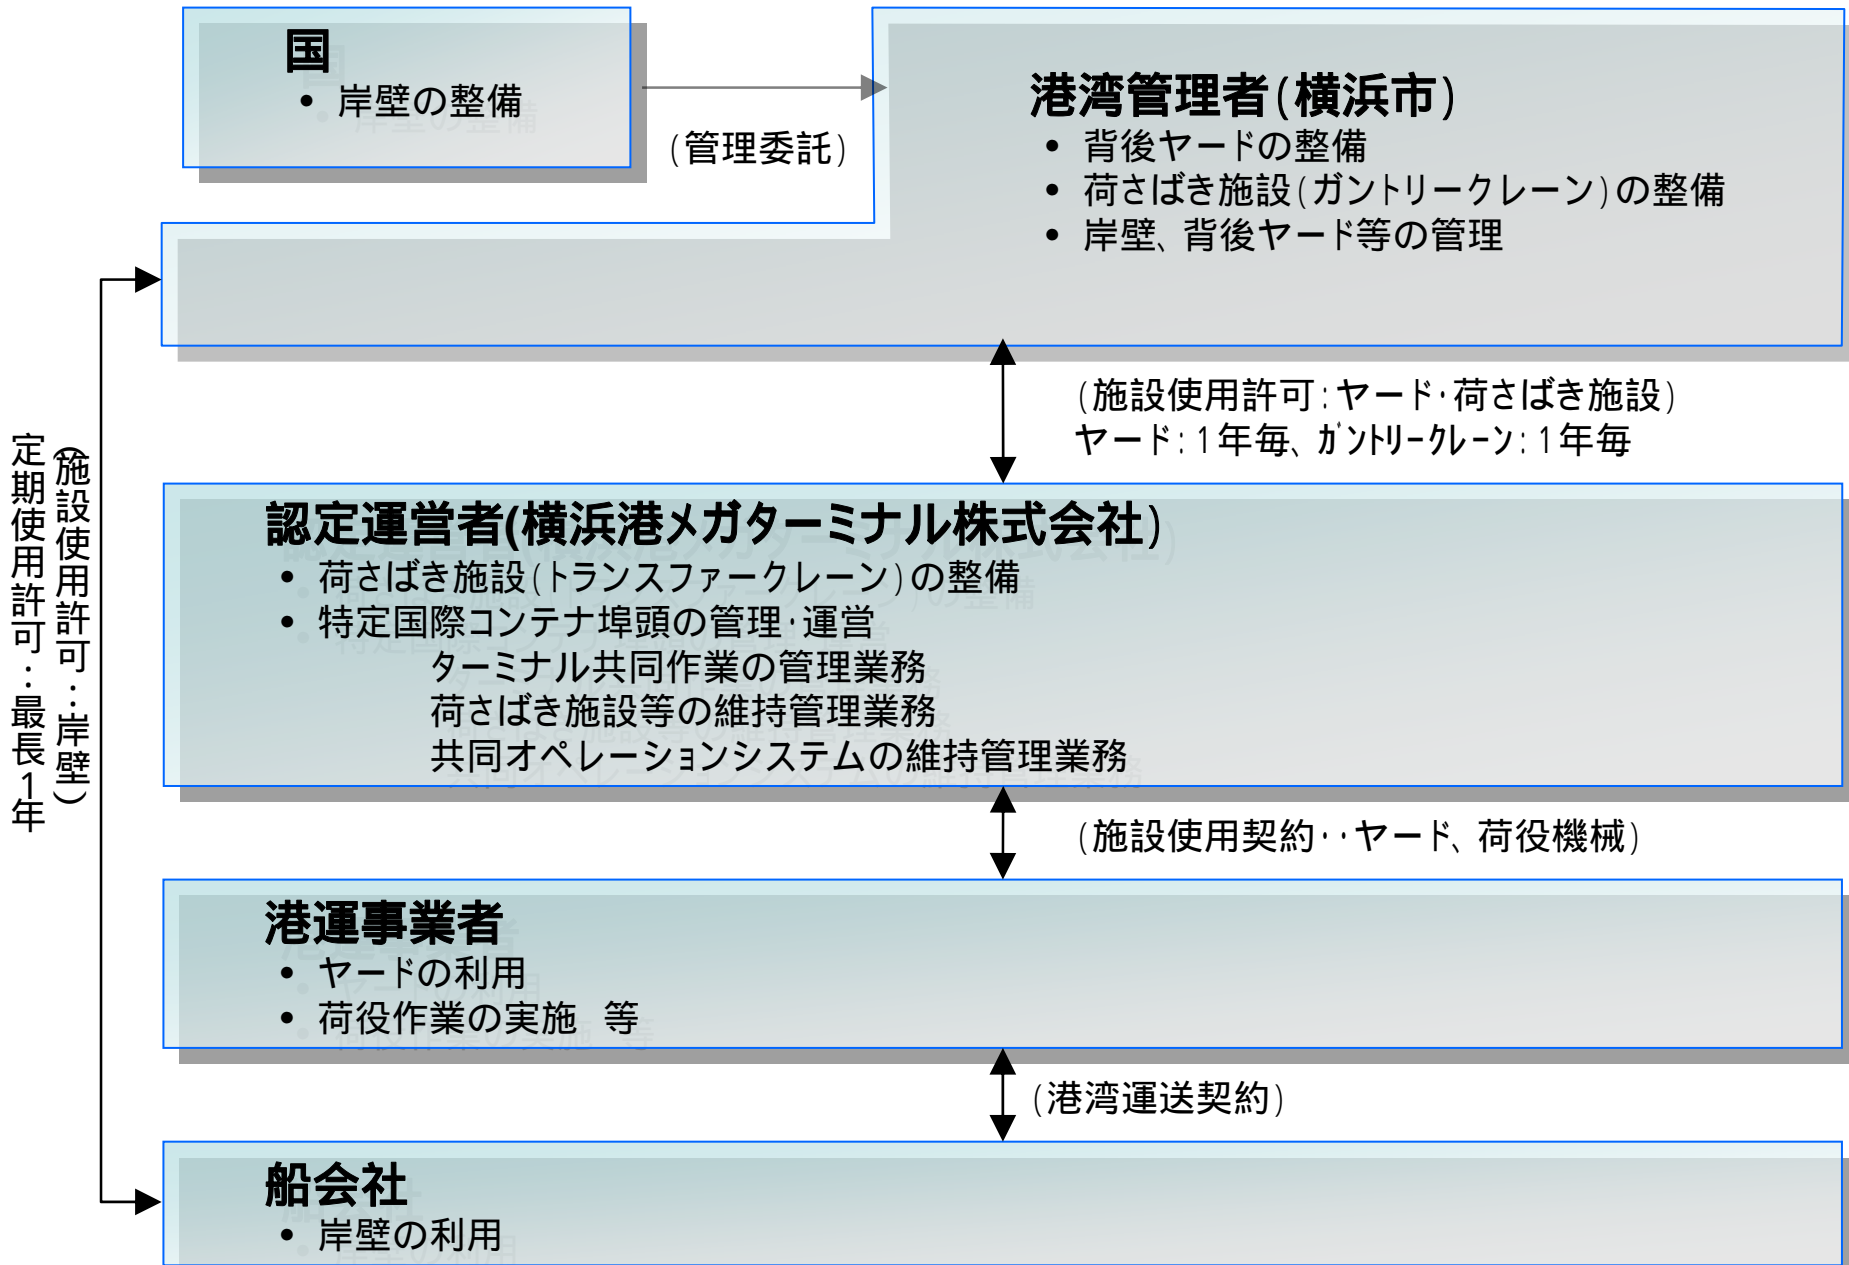 国
• 岸壁の整備
(管理委託)
港湾管理者(横浜市)
• 背後ヤードの整備
• 荷さばき施設(ガントリークレーン)の整備
• 岸壁、背後ヤード等の管理
(施設使用許可:ヤード・荷さばき施設)
ヤード:1年毎、ガントリークレーン:1年毎
(施設使用許可:岸壁)
定期使用許可:最長1年
認定運営者(横浜港メガターミナル株式会社)
• 荷さばき施設(トランスファークレーン)の整備
• 特定国際コンテナ埠頭の管理・運営
ターミナル共同作業の管理業務
荷さばき施設等の維持管理業務
共同オペレーションシステムの維持管理業務
(施設使用契約・・ヤード、荷役機械)
港運事業者
• ヤードの利用
• 荷役作業の実施 等
(港湾運送契約)
船会社
• 岸壁の利用